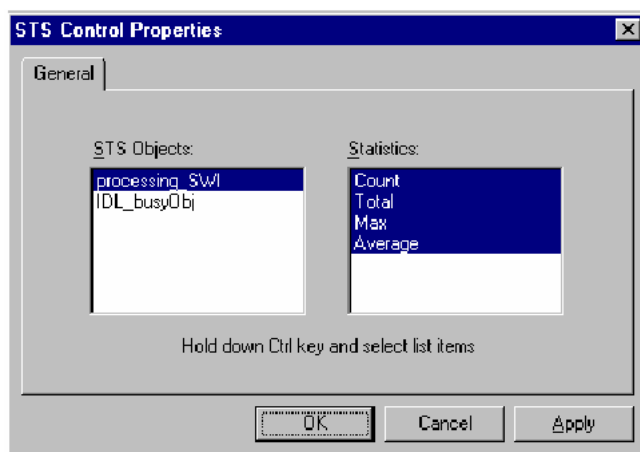 STS Control Properties
General
STS Objects:
processing_SWI
IDL_busyObj
Statistics:
Count
Total
Max
Average
Hold down Ctrl key and select list items
OK
Cancel
Apply